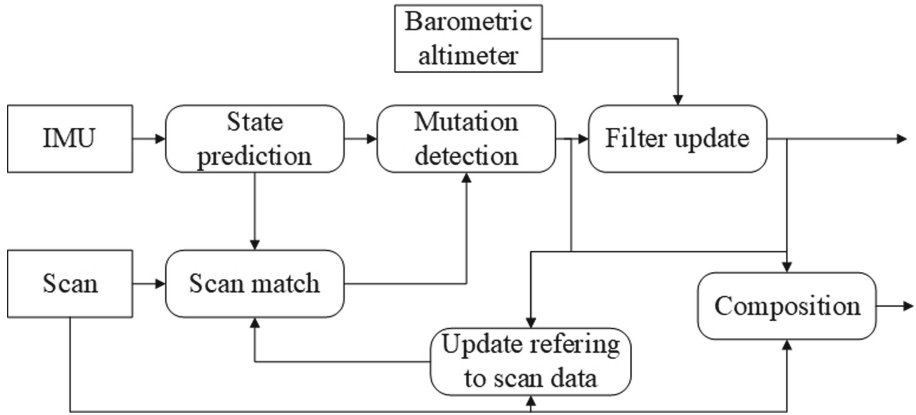 Barometric
altimeter
IMU
State
prediction
Mutation
detection
Filter update
Scan
Scan match
Composition
Update refering
to scan data